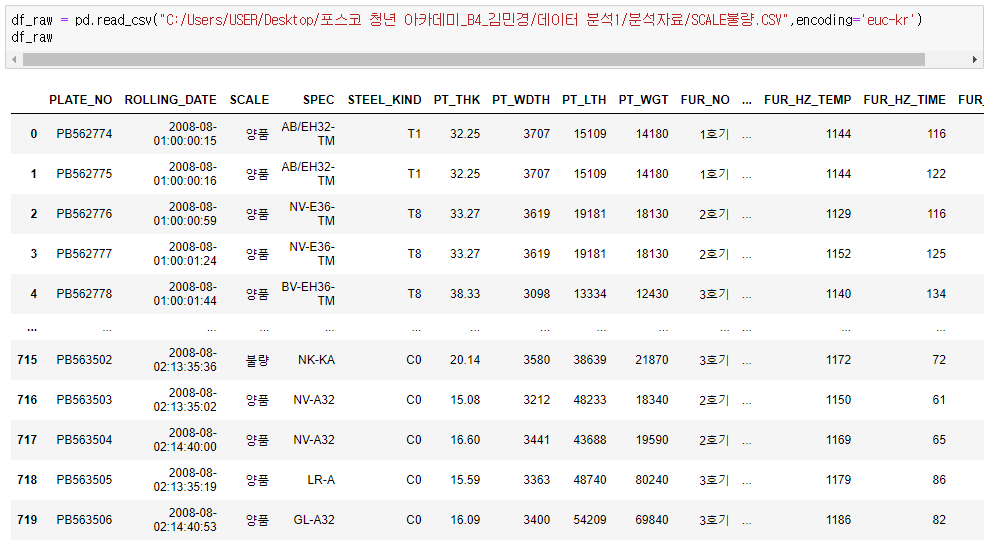 df_raw = pd.read_csv("C:/Users/USER/Desktop/포스코 청년 아카데미_B4_김민경/데이터 분석1/분석자료/SCALE불량.CSV",encoding='euc-kr')
df_raw
PLATE_NO ROLLING_DATE SCALE SPEC STEEL_KIND PT_THK PT_WDTH PT_LTH PT_WGT FUR_NO ... FUR_HZ_TEMP FUR_HZ_TIME FUR_
0 PB562774 2008-08-01:00:00:15 양품 AB/EH32-TM T1 32.25 3707 15109 14180 1호기 ... 1144 116
1 PB562775 2008-08-01:00:00:16 양품 AB/EH32-TM T1 32.25 3707 15109 14180 1호기 ... 1144 122
2 PB562776 2008-08-01:00:00:59 양품 NV-E36-TM T8 33.27 3619 19181 18130 2호기 ... 1129 116
3 PB562777 2008-08-01:00:01:24 양품 NV-E36-TM T8 33.27 3619 19181 18130 2호기 ... 1152 125
4 PB562778 2008-08-01:00:01:44 양품 BV-EH36-TM T8 38.33 3098 13334 12430 3호기 ... 1140 134
... ... ... ... ... ... ... ... ... ... ... ... ... ...
715 PB563502 2008-08-02:13:35:36 불량 NK-KA C0 20.14 3580 38639 21870 3호기 ... 1172 72
716 PB563503 2008-08-02:13:35:02 양품 NV-A32 C0 15.08 3212 48233 18340 2호기 ... 1150 61
717 PB563504 2008-08-02:14:40:00 양품 NV-A32 C0 16.60 3441 43688 19590 2호기 ... 1169 65
718 PB563505 2008-08-02:13:35:19 양품 LR-A C0 15.59 3363 48740 80240 3호기 ... 1179 86
719 PB563506 2008-08-02:14:40:53 양품 GL-A32 C0 16.09 3400 54209 69840 3호기 ... 1186 82